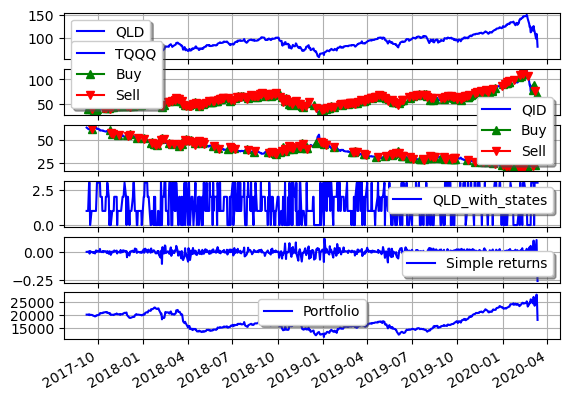 150
100
QLD
TQQQ
Buy
Sell
100
50
QID
Buy
Sell
50
25
2.5
0.0
QLD_with_states
0.00
−0.25
Simple returns
25000
20000
15000
Portfolio
2017-10
2018-01
2018-04
2018-07
2018-10
2019-01
2019-04
2019-07
2019-10
2020-01
2020-04